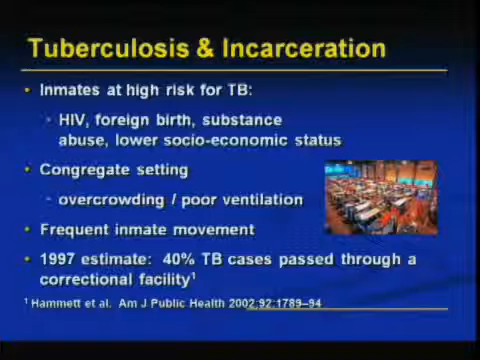 Tuberculosis & Incarceration
• Inmates at high risk for TB:
• HIV, foreign birth, substance
abuse, lower socio-economic status
• Congregate setting
- overcrowding / poor ventilation
• Frequent inmate movement
• 1997 estimate: 40% TB cases passed through a
correctional facility¹
¹ Hammett et al. Am J Public Health 2002;92:1789–94